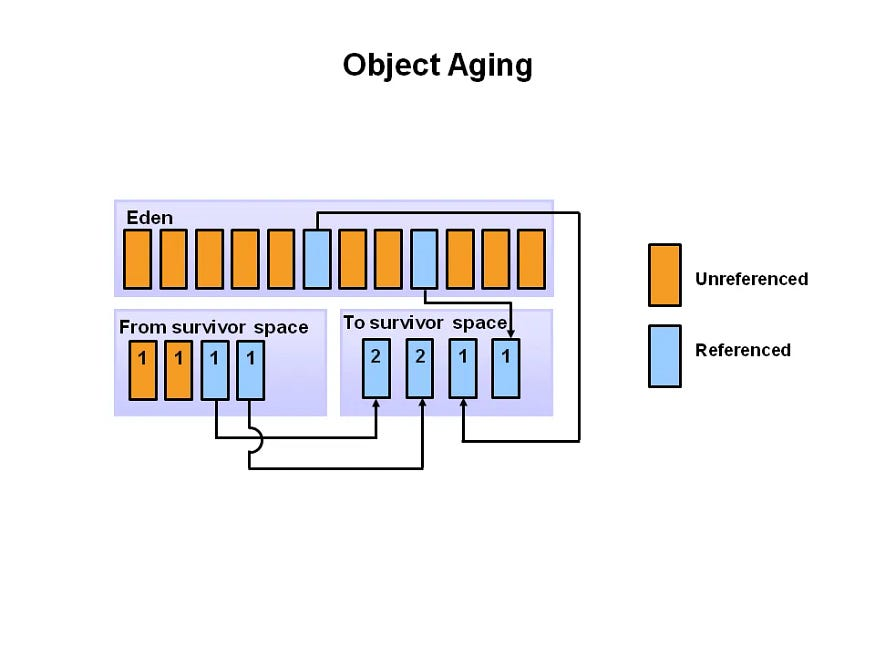 Object Aging
Eden
From survivor space
1 1 1 1
To survivor space
2 2 1 1
Unreferenced
Referenced